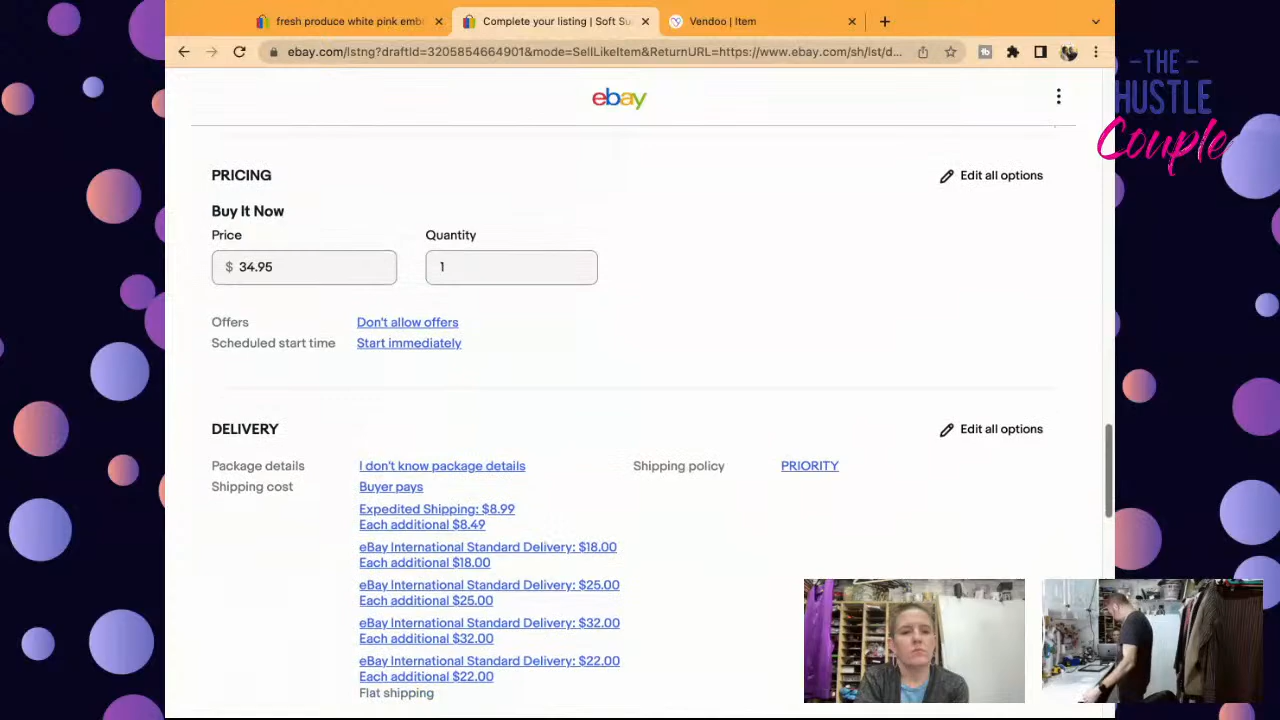 fresh produce white pink emb
Complete your listing | Soft Su
Vendoo | Item
ebay.com/lstng?draftId=3205854664901&mode=SellLikeItem&ReturnURL=https://www.ebay.com/sh/lst/d...
-THE-
HUSTLE
Couple
ebay
PRICING
Edit all options
Buy It Now
Price
Quantity
$ 34.95
1
Offers
Don't allow offers
Scheduled start time
Start immediately
DELIVERY
Edit all options
Package details
I don't know package details
Shipping policy
PRIORITY
Shipping cost
Buyer pays
Expedited Shipping: $8.99
Each additional $8.49
eBay International Standard Delivery: $18.00
Each additional $18.00
eBay International Standard Delivery: $25.00
Each additional $25.00
eBay International Standard Delivery: $32.00
Each additional $32.00
eBay International Standard Delivery: $22.00
Each additional $22.00
Flat shipping